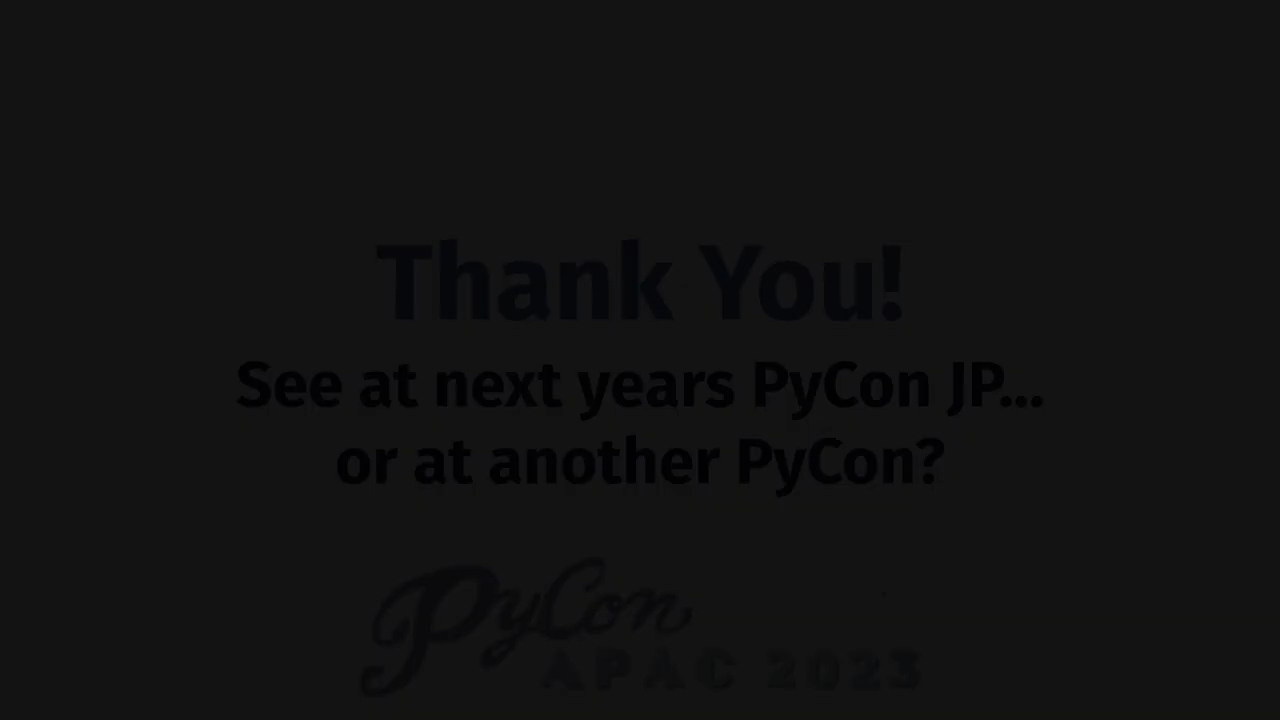 Thank You!
See at next years PyCon JP...
or at another PyCon?
PyCon
APAC 2023